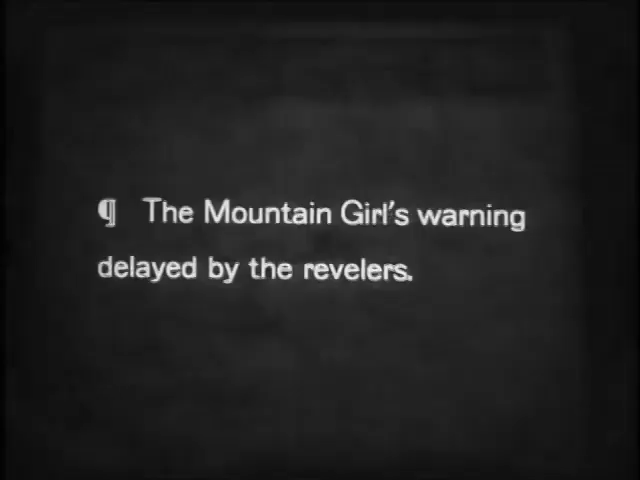 ¶ The Mountain Girl's warning
delayed by the revelers.